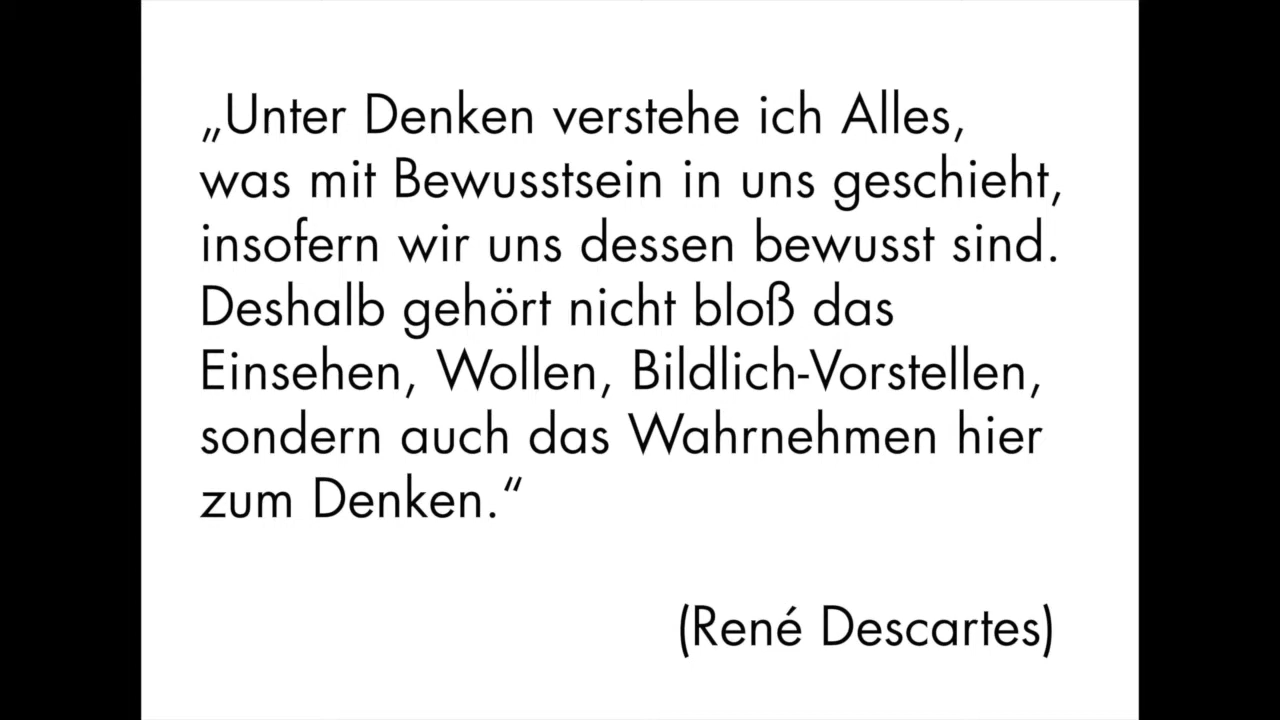 „Unter Denken verstehe ich Alles,
was mit Bewusstsein in uns geschieht,
insofern wir uns dessen bewusst sind.
Deshalb gehört nicht bloß das
Einsehen, Wollen, Bildlich-Vorstellen,
sondern auch das Wahrnehmen hier
zum Denken.“
(René Descartes)